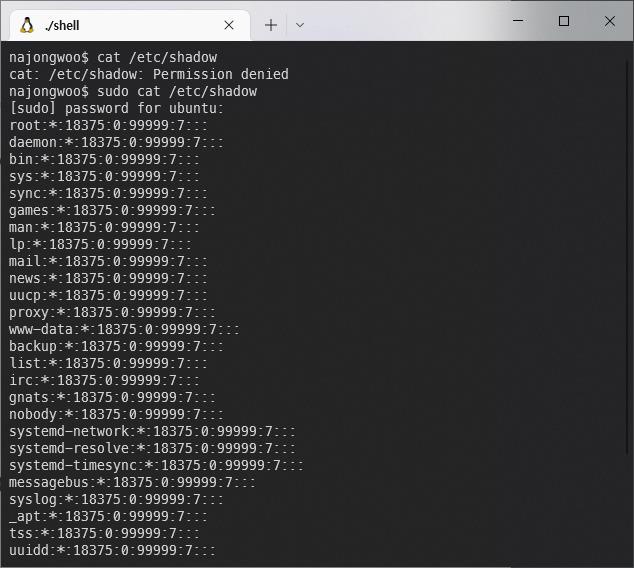 ./shell
najongwoo$ cat /etc/shadow
cat: /etc/shadow: Permission denied
najongwoo$ sudo cat /etc/shadow
[sudo] password for ubuntu:
root:*:18375:0:99999:7:::
daemon:*:18375:0:99999:7:::
bin:*:18375:0:99999:7:::
sys:*:18375:0:99999:7:::
sync:*:18375:0:99999:7:::
games:*:18375:0:99999:7:::
man:*:18375:0:99999:7:::
lp:*:18375:0:99999:7:::
mail:*:18375:0:99999:7:::
news:*:18375:0:99999:7:::
uucp:*:18375:0:99999:7:::
proxy:*:18375:0:99999:7:::
www-data:*:18375:0:99999:7:::
backup:*:18375:0:99999:7:::
list:*:18375:0:99999:7:::
irc:*:18375:0:99999:7:::
gnats:*:18375:0:99999:7:::
nobody:*:18375:0:99999:7:::
systemd-network:*:18375:0:99999:7:::
systemd-resolve:*:18375:0:99999:7:::
systemd-timesync:*:18375:0:99999:7:::
messagebus:*:18375:0:99999:7:::
syslog:*:18375:0:99999:7:::
_apt:*:18375:0:99999:7:::
tss:*:18375:0:99999:7:::
uuidd:*:18375:0:99999:7:::